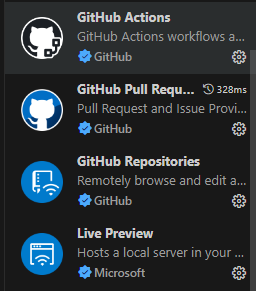 GitHub Actions
GitHub Actions workflows a...
GitHub
GitHub Pull Requ... 328ms
Pull Request and Issue Provi...
GitHub
GitHub Repositories
Remotely browse and edit a...
GitHub
Live Preview
Hosts a local server in your ...
Microsoft